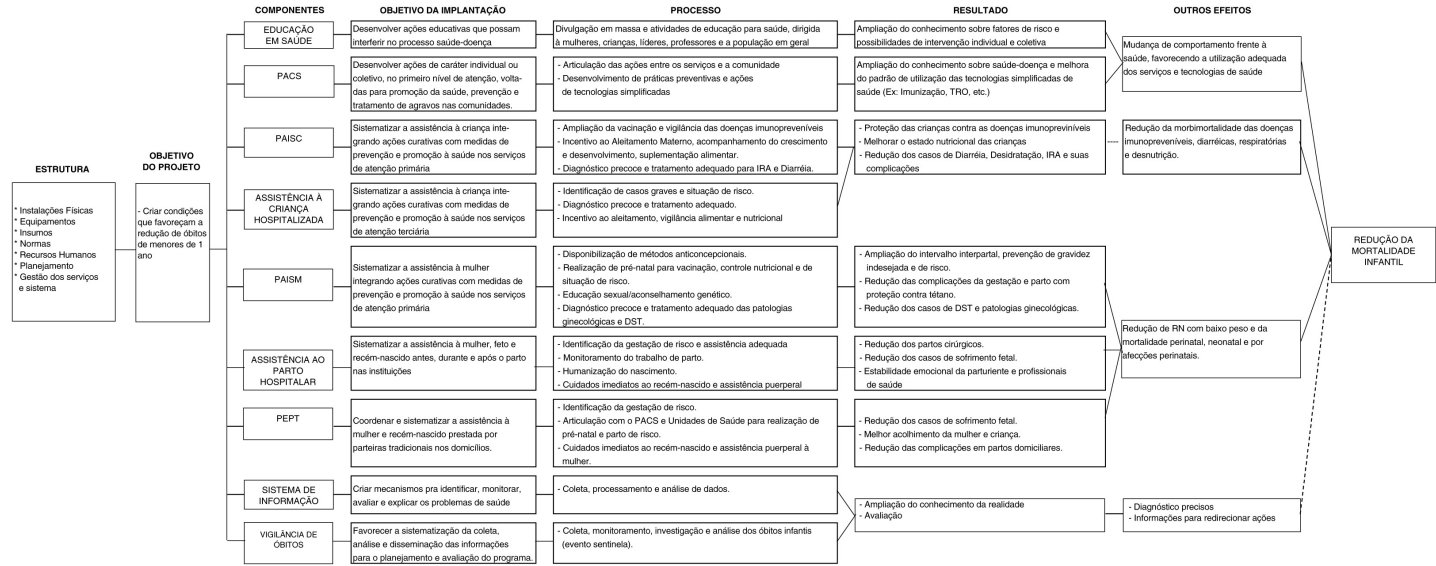 COMPONENTES
OBJETIVO DA IMPLANTAÇÃO
PROCESSO
RESULTADO
OUTROS EFEITOS
ESTRUTURA
* Instalações Físicas
* Equipamentos
* Insumos
* Normas
* Recursos Humanos
* Planejamento
* Gestão dos serviços
e sistema
OBJETIVO
DO PROJETO
- Criar condições
que favoreçam a
redução de óbitos
de menores de 1
ano
EDUCAÇÃO
EM SAÚDE
Desenvolver ações educativas que possam
interferir no processo saúde-doença
Divulgação em massa e atividades de educação para saúde, dirigida
à mulheres, crianças, líderes, professores e a população em geral
Ampliação do conhecimento sobre fatores de risco e
possibilidades de intervenção individual e coletiva
PACS
Desenvolver ações de caráter individual ou
coletivo, no primeiro nível de atenção, volta-
das para promoção da saúde, prevenção e
tratamento de agravos nas comunidades.
- Articulação das ações entre os serviços e a comunidade
- Desenvolvimento de práticas preventivas e ações
de tecnologias simplificadas
Ampliação do conhecimento sobre saúde-doença e melhora
do padrão de utilização das tecnologias simplificadas de
saúde (Ex: Imunização, TRO, etc.)
Mudança de comportamento frente à
saúde, favorecendo a utilização adequada
dos serviços e tecnologias de saúde
PAISC
Sistematizar a assistência à criança inte-
grando ações curativas com medidas de
prevenção e promoção à saúde nos serviços
de atenção primária
- Ampliação da vacinação e vigilância das doenças imunopreveníveis
- Incentivo ao Aleitamento Materno, acompanhamento do crescimento
e desenvolvimento, suplementação alimentar.
- Diagnóstico precoce e tratamento adequado para IRA e Diarréia.
- Proteção das crianças contra as doenças imunopreviníveis
- Melhorar o estado nutricional das crianças
- Redução dos casos de Diarréia, Desidratação, IRA e suas
complicações
Redução da morbimortalidade das doenças
imunopreveníveis, diarréicas, respiratórias
e desnutrição.
ASSISTÊNCIA À
CRIANÇA
HOSPITALIZADA
Sistematizar a assistência à criança inte-
grando ações curativas com medidas de
prevenção e promoção à saúde nos serviços
de atenção terciária
- Identificação de casos graves e situação de risco.
- Diagnóstico precoce e tratamento adequado.
- Incentivo ao aleitamento, vigilância alimentar e nutricional
PAISM
Sistematizar a assistência à mulher
integrando ações curativas com medidas de
prevenção e promoção à saúde nos serviços
de atenção primária
- Disponibilização de métodos anticoncepcionais.
- Realização de pré-natal para vacinação, controle nutricional e de
situação de risco.
- Educação sexual/aconselhamento genético.
- Diagnóstico precoce e tratamento adequado das patologias
ginecológicas e DST.
- Ampliação do intervalho interpartal, prevenção de gravidez
indesejada e de risco.
- Redução das complicações da gestação e parto com
proteção contra tétano.
- Redução dos casos de DST e patologias ginecológicas.
REDUÇÃO DA
MORTALIDADE
INFANTIL
ASSISTÊNCIA AO
PARTO
HOSPITALAR
Sistematizar a assistência à mulher, feto e
recém-nascido antes, durante e após o parto
nas instituições
- Identificação da gestação de risco e assistência adequada
- Monitoramento do trabalho de parto.
- Humanização do nascimento.
- Cuidados imediatos ao recém-nascido e assistência puerperal
- Redução dos partos cirúrgicos.
- Redução dos casos de sofrimento fetal.
- Estabilidade emocional da parturiente e profissionais
de saúde
Redução de RN com baixo peso e da
mortalidade perinatal, neonatal e por
afecções perinatais.
PEPT
Coordenar e sistematizar a assistência à
mulher e recém-nascido prestada por
parteiras tradicionais nos domicílios.
- Identificação da gestação de risco.
- Articulação com o PACS e Unidades de Saúde para realização de
pré-natal e parto de risco.
- Cuidados imediatos ao recém-nascido e assistência puerperal à
mulher.
- Redução dos casos de sofrimento fetal.
- Melhor acolhimento da mulher e criança.
- Redução das complicações em partos domiciliares.
SISTEMA DE
INFORMAÇÃO
Criar mecanismos pra identificar, monitorar,
avaliar e explicar os problemas de saúde
- Coleta, processamento e análise de dados.
- Ampliação do conhecimento da realidade
- Avaliação
- Diagnóstico precisos
- Informações para redirecionar ações
VIGILÂNCIA DE
ÓBITOS
Favorecer a sistematização da coleta,
análise e disseminação das informações
para o planejamento e avaliação do programa.
- Coleta, monitoramento, investigação e análise dos óbitos infantis
(evento sentinela).